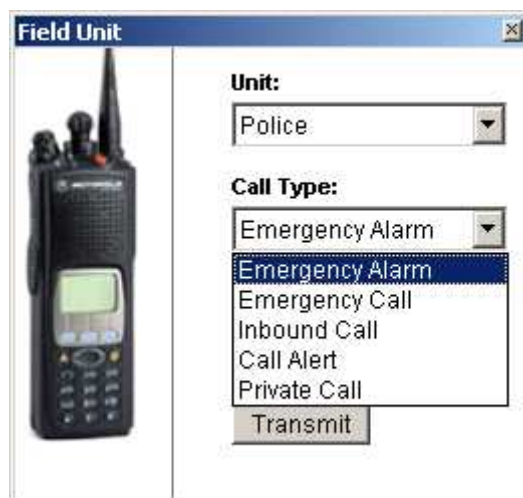 Field Unit
Unit:
Police
Call Type:
Emergency Alarm
Emergency Alarm
Emergency Call
Inbound Call
Call Alert
Private Call
Transmit
MOTOROLA